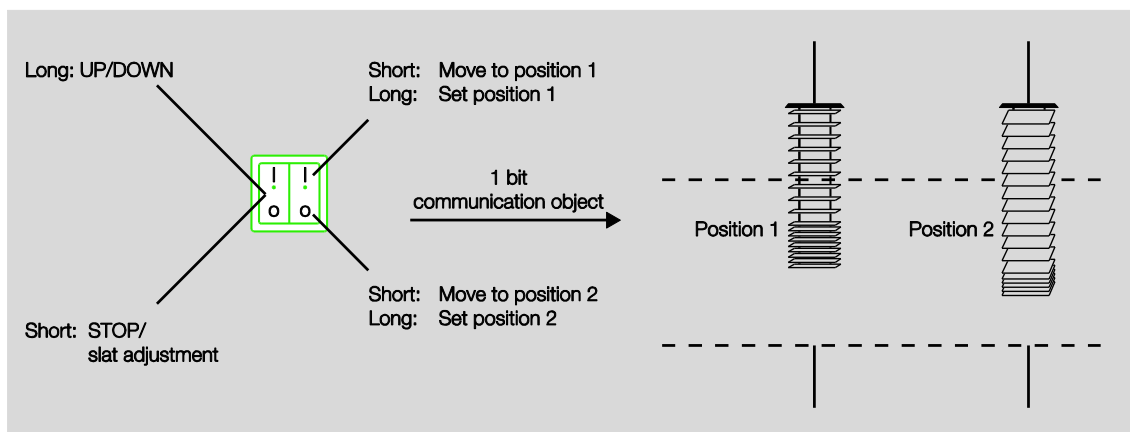 Long: UP/DOWN
Short: Move to position 1
Long: Set position 1
I I
O O
1 bit
communication object
Position 1
Position 2
Short: Move to position 2
Long: Set position 2
Short: STOP/
slat adjustment